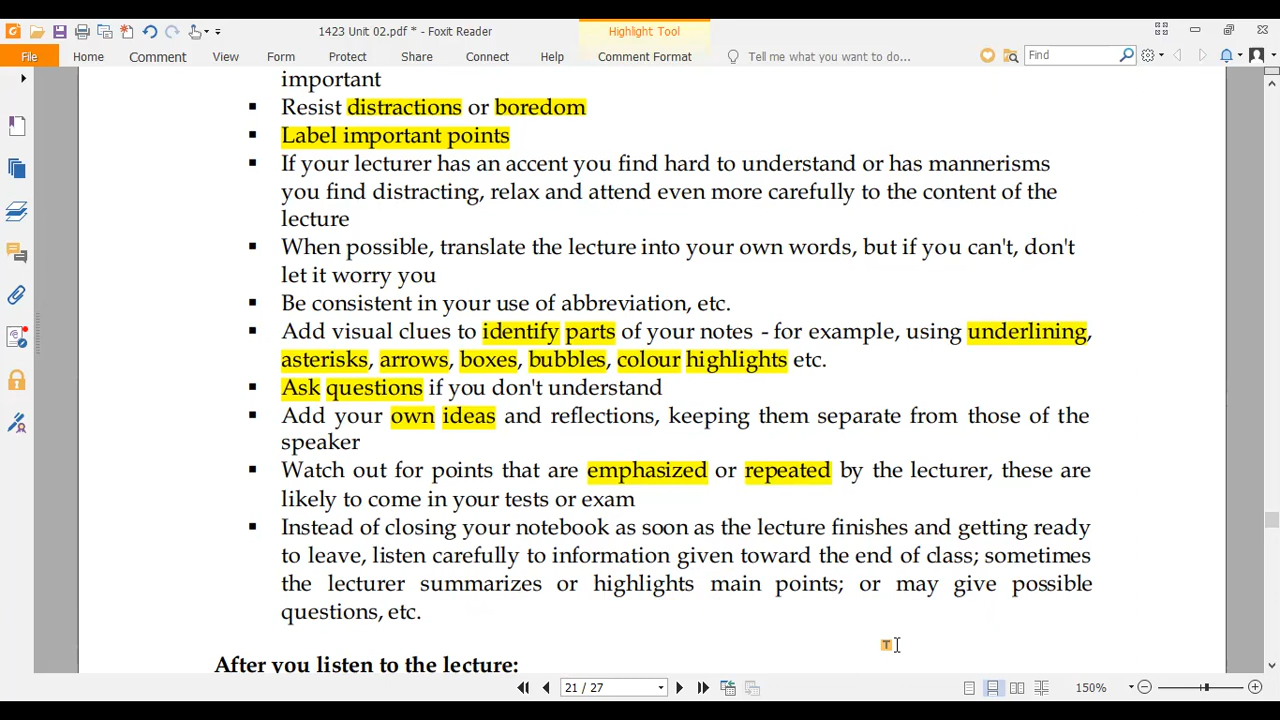 1423 Unit 02.pdf * - Foxit Reader
Highlight Tool
File Home Comment View Form Protect Share Connect Help Comment Format Tell me what you want to do... Find
important
▪ Resist distractions or boredom
▪ Label important points
▪ If your lecturer has an accent you find hard to understand or has mannerisms
you find distracting, relax and attend even more carefully to the content of the
lecture
▪ When possible, translate the lecture into your own words, but if you can't, don't
let it worry you
▪ Be consistent in your use of abbreviation, etc.
▪ Add visual clues to identify parts of your notes - for example, using underlining,
asterisks, arrows, boxes, bubbles, colour highlights etc.
▪ Ask questions if you don't understand
▪ Add your own ideas and reflections, keeping them separate from those of the
speaker
▪ Watch out for points that are emphasized or repeated by the lecturer, these are
likely to come in your tests or exam
▪ Instead of closing your notebook as soon as the lecture finishes and getting ready
to leave, listen carefully to information given toward the end of class; sometimes
the lecturer summarizes or highlights main points; or may give possible
questions, etc.
After you listen to the lecture:
21 / 27
150%